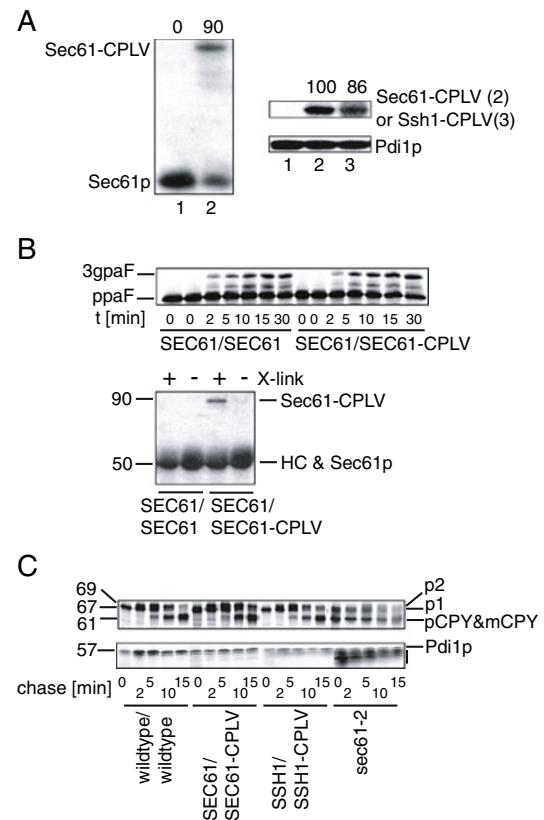 A
0 90
Sec61-CPLV
Sec61p
1 2
100 86
Sec61-CPLV (2)
or Ssh1-CPLV(3)
Pdi1p
1 2 3
B
3gpaF
ppaF
t [min] 0 0 2 5 10 15 30 0 0 2 5 10 15 30
SEC61/SEC61 SEC61/SEC61-CPLV
+ - + - X-link
90 Sec61-CPLV
50 HC & Sec61p
SEC61/
SEC61
SEC61/
SEC61-CPLV
C
69
67
61
p2
p1
pCPY&mCPY
57 Pdi1p
chase [min] 0 2 5 10 15 0 2 5 10 15 0 2 5 10 15 0 2 5 10 15
wildtype/
wildtype
SEC61/
SEC61-CPLV
SSH1/
SSH1-CPLV
sec61-2